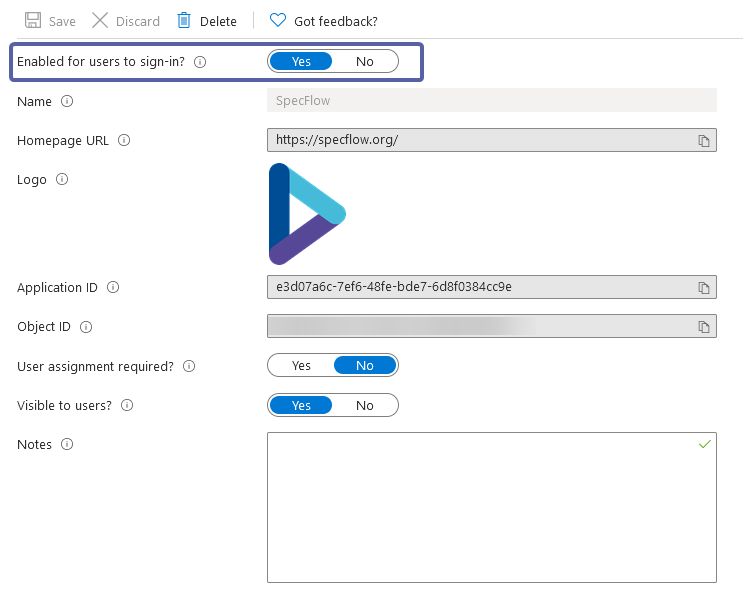 Save Discard Delete Got feedback?
Enabled for users to sign-in? Yes No
Name SpecFlow
Homepage URL https://specflow.org/
Logo
Application ID e3d07a6c-7ef6-48fe-bde7-6d8f0384cc9e
Object ID
User assignment required? Yes No
Visible to users? Yes No
Notes